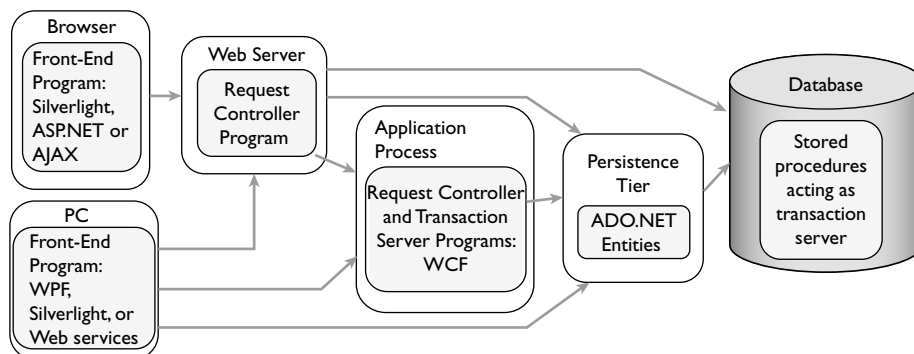 Browser
Front-End
Program:
Silverlight,
ASP.NET or
AJAX
Web Server
Request
Controller
Program
Application
Process
Request Controller
and Transaction
Server Programs:
WCF
Persistence
Tier
ADO.NET
Entities
Database
Stored
procedures
acting as
transaction
server
PC
Front-End
Program:
WPF,
Silverlight, or
Web services